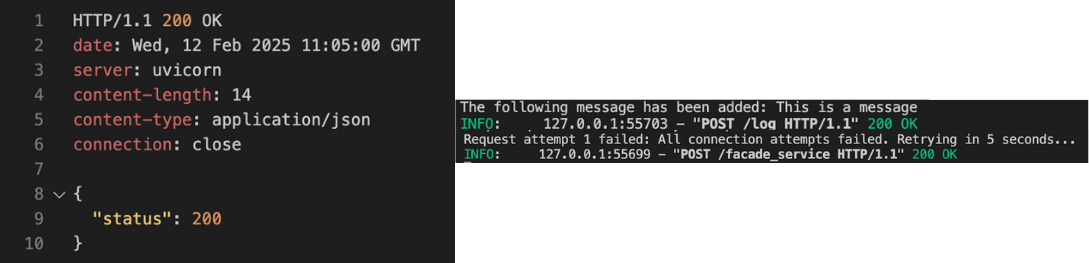 1 HTTP/1.1 200 OK
2 date: Wed, 12 Feb 2025 11:05:00 GMT
3 server: uvicorn
4 content-length: 14
5 content-type: application/json
6 connection: close
7
8 {
9 "status": 200
10 }
The following message has been added: This is a message
INFO: 127.0.0.1:55703 - "POST /log HTTP/1.1" 200 OK
Request attempt 1 failed: All connection attempts failed. Retrying in 5 seconds...
INFO: 127.0.0.1:55699 - "POST /facade_service HTTP/1.1" 200 OK